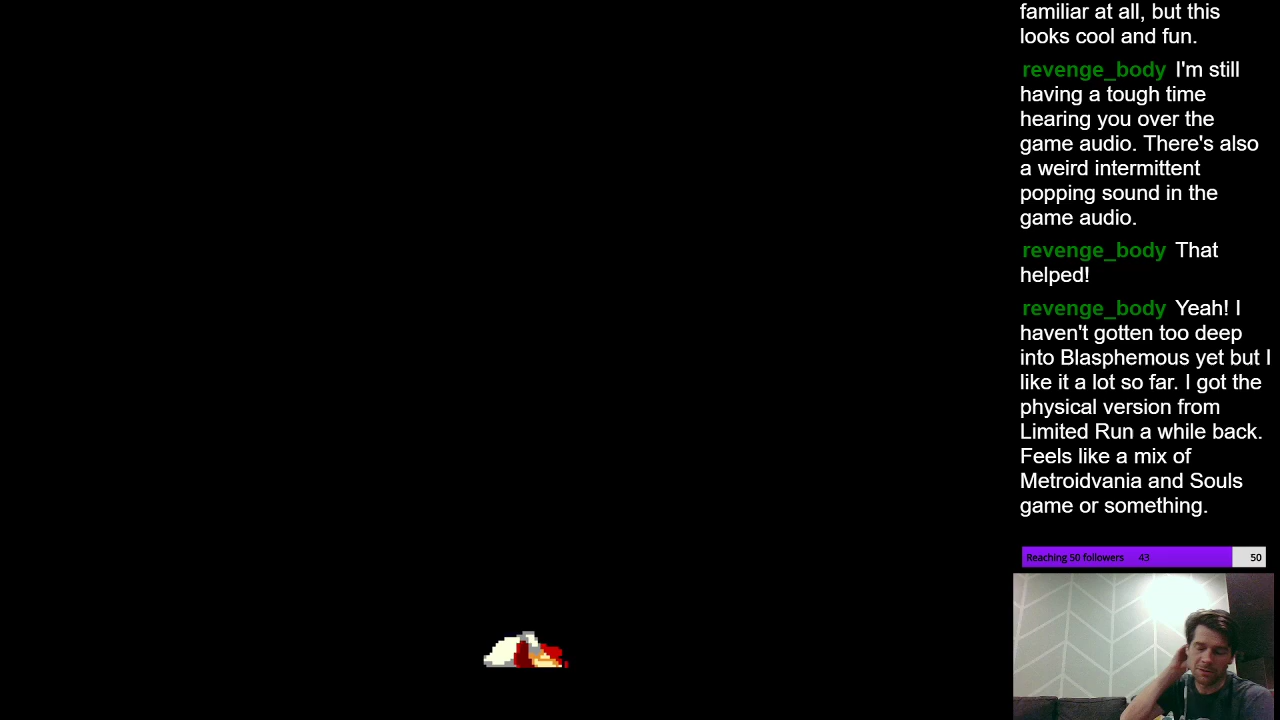 familiar at all, but this
looks cool and fun.
revenge_body I'm still
having a tough time
hearing you over the
game audio. There's also
a weird intermittent
popping sound in the
game audio.
revenge_body That
helped!
revenge_body Yeah! I
haven't gotten too deep
into Blasphemous yet but I
like it a lot so far. I got the
physical version from
Limited Run a while back.
Feels like a mix of
Metroidvania and Souls
game or something.
Reaching 50 followers 43 50